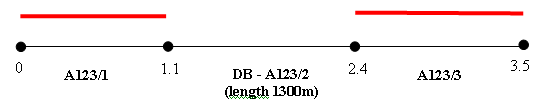 0 1.1 2.4 3.5
A123/1 DB - A123/2 A123/3
(length 1300m)